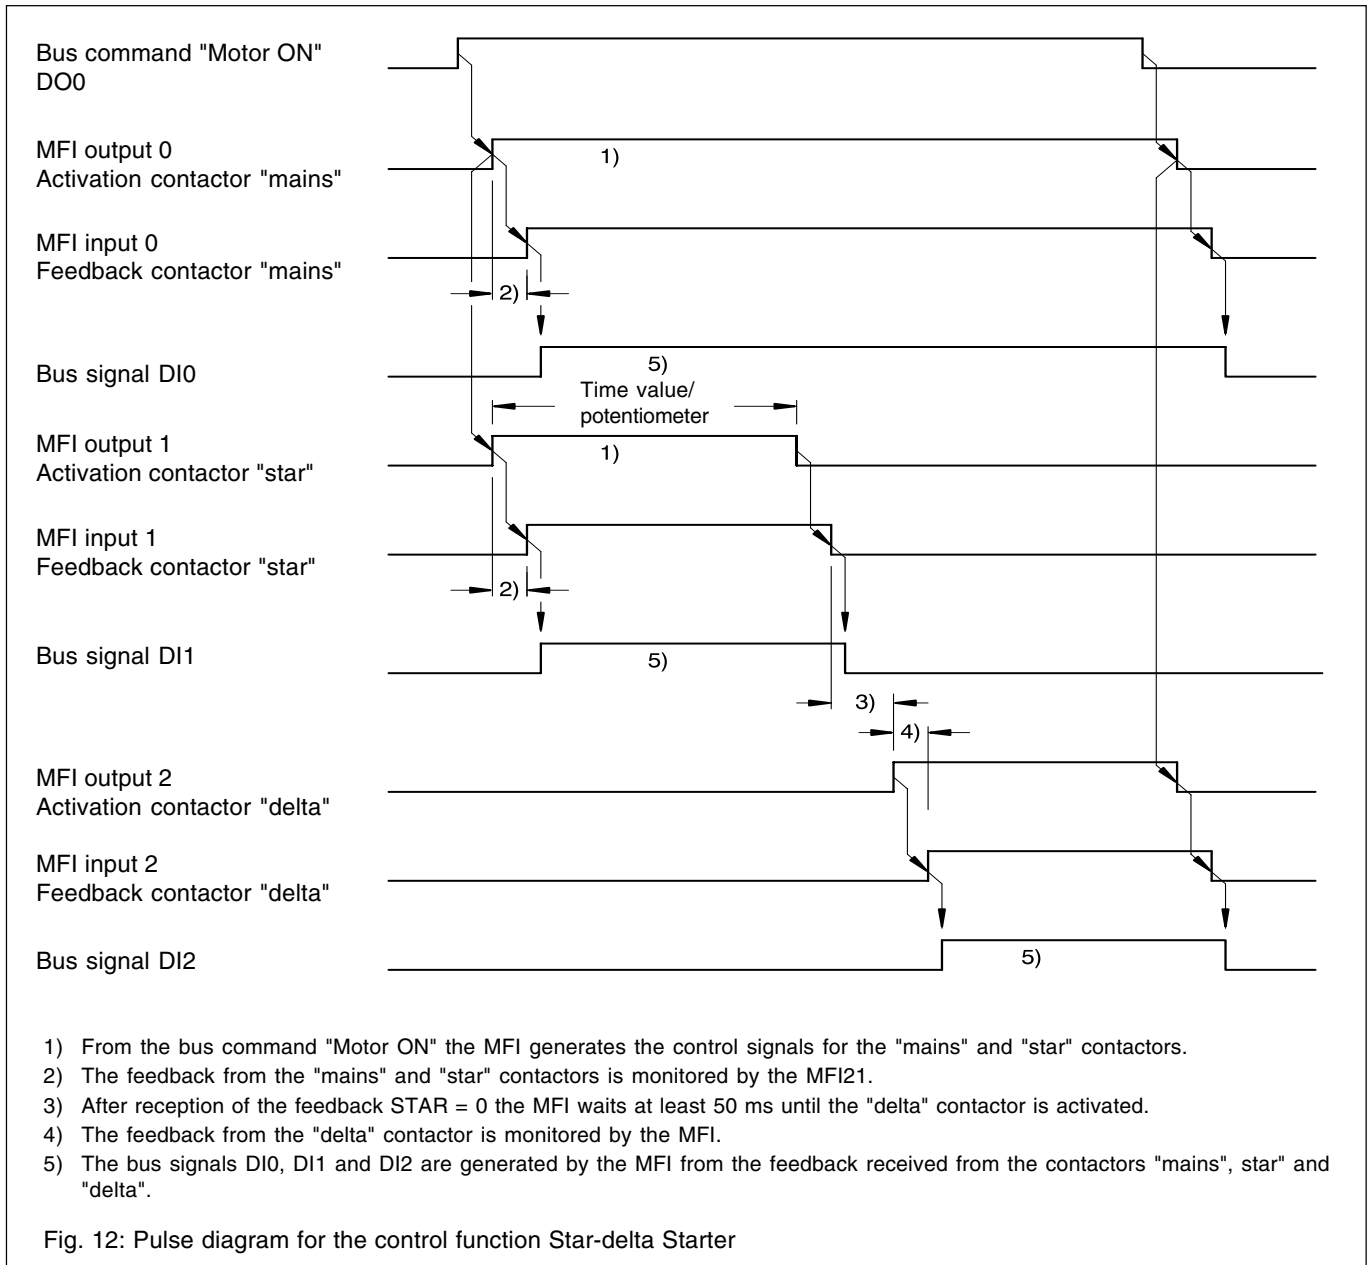 Bus command "Motor ON"
DO0
MFI output 0
Activation contactor "mains"
1)
MFI input 0
Feedback contactor "mains"
2)
Bus signal DI0
5)
Time value/
potentiometer
MFI output 1
Activation contactor "star"
1)
MFI input 1
Feedback contactor "star"
2)
Bus signal DI1
5)
3)
4)
MFI output 2
Activation contactor "delta"
MFI input 2
Feedback contactor "delta"
Bus signal DI2
5)
1) From the bus command "Motor ON" the MFI generates the control signals for the "mains" and "star" contactors.
2) The feedback from the "mains" and "star" contactors is monitored by the MFI21.
3) After reception of the feedback STAR = 0 the MFI waits at least 50 ms until the "delta" contactor is activated.
4) The feedback from the "delta" contactor is monitored by the MFI.
5) The bus signals DI0, DI1 and DI2 are generated by the MFI from the feedback received from the contactors "mains", star" and
"delta".
Fig. 12: Pulse diagram for the control function Star-delta Starter